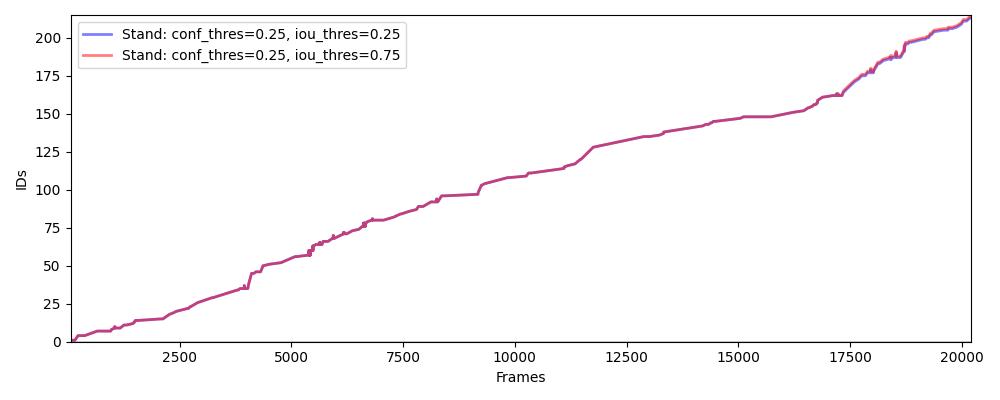 Stand: conf_thres=0.25, iou_thres=0.25
Stand: conf_thres=0.25, iou_thres=0.75
200
175
150
125
100
75
50
25
0
IDs
2500 5000 7500 10000 12500 15000 17500 20000
Frames